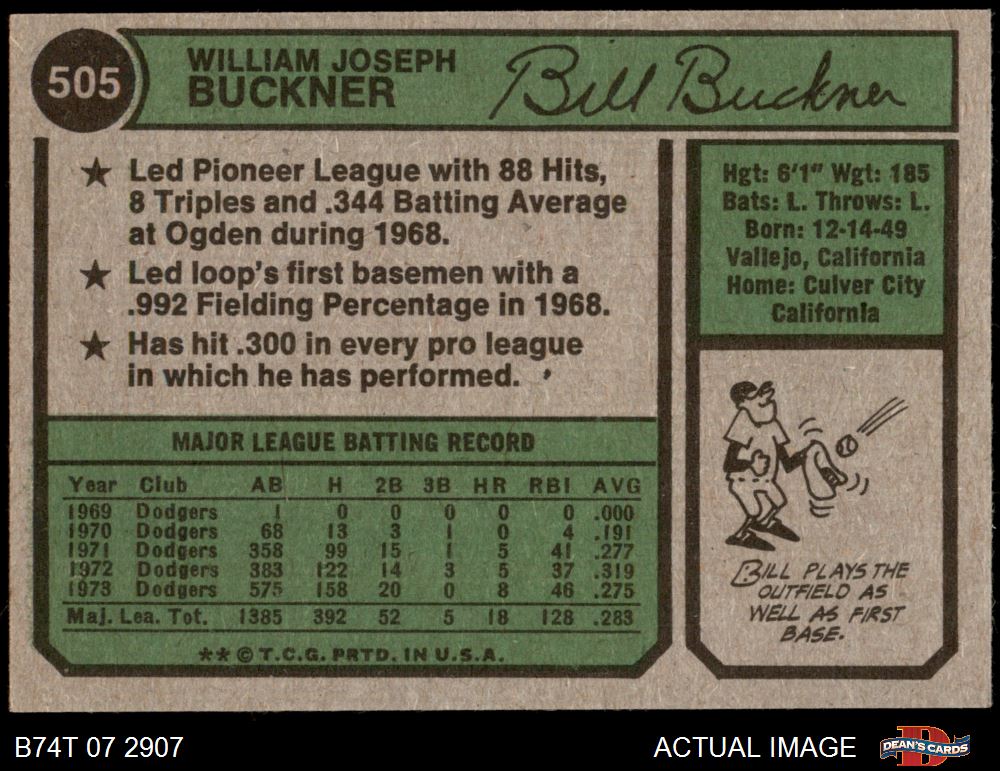 505
WILLIAM JOSEPH
BUCKNER
Bill Buckner
★ Led Pioneer League with 88 Hits,
8 Triples and .344 Batting Average
at Ogden during 1968.
★ Led loop's first basemen with a
.992 Fielding Percentage in 1968.
★ Has hit .300 in every pro league
in which he has performed.
Hgt: 6'1" Wgt: 185
Bats: L. Throws: L.
Born: 12-14-49
Vallejo, California
Home: Culver City
California
MAJOR LEAGUE BATTING RECORD
Year Club AB H 2B 3B HR RBI AVG
1969 Dodgers 1 0 0 0 0 0 .000
1970 Dodgers 68 13 3 1 0 4 .191
1971 Dodgers 358 99 15 1 5 41 .277
1972 Dodgers 383 122 14 3 5 37 .319
1973 Dodgers 575 158 20 0 8 46 .275
Maj. Lea. Tot. 1385 392 52 5 18 128 .283
**©T.C.G. PRTD. IN U.S.A.
BILL PLAYS THE
OUTFIELD AS
WELL AS FIRST
BASE.
B74T 07 2907
ACTUAL IMAGE
DEAN'S CARDS